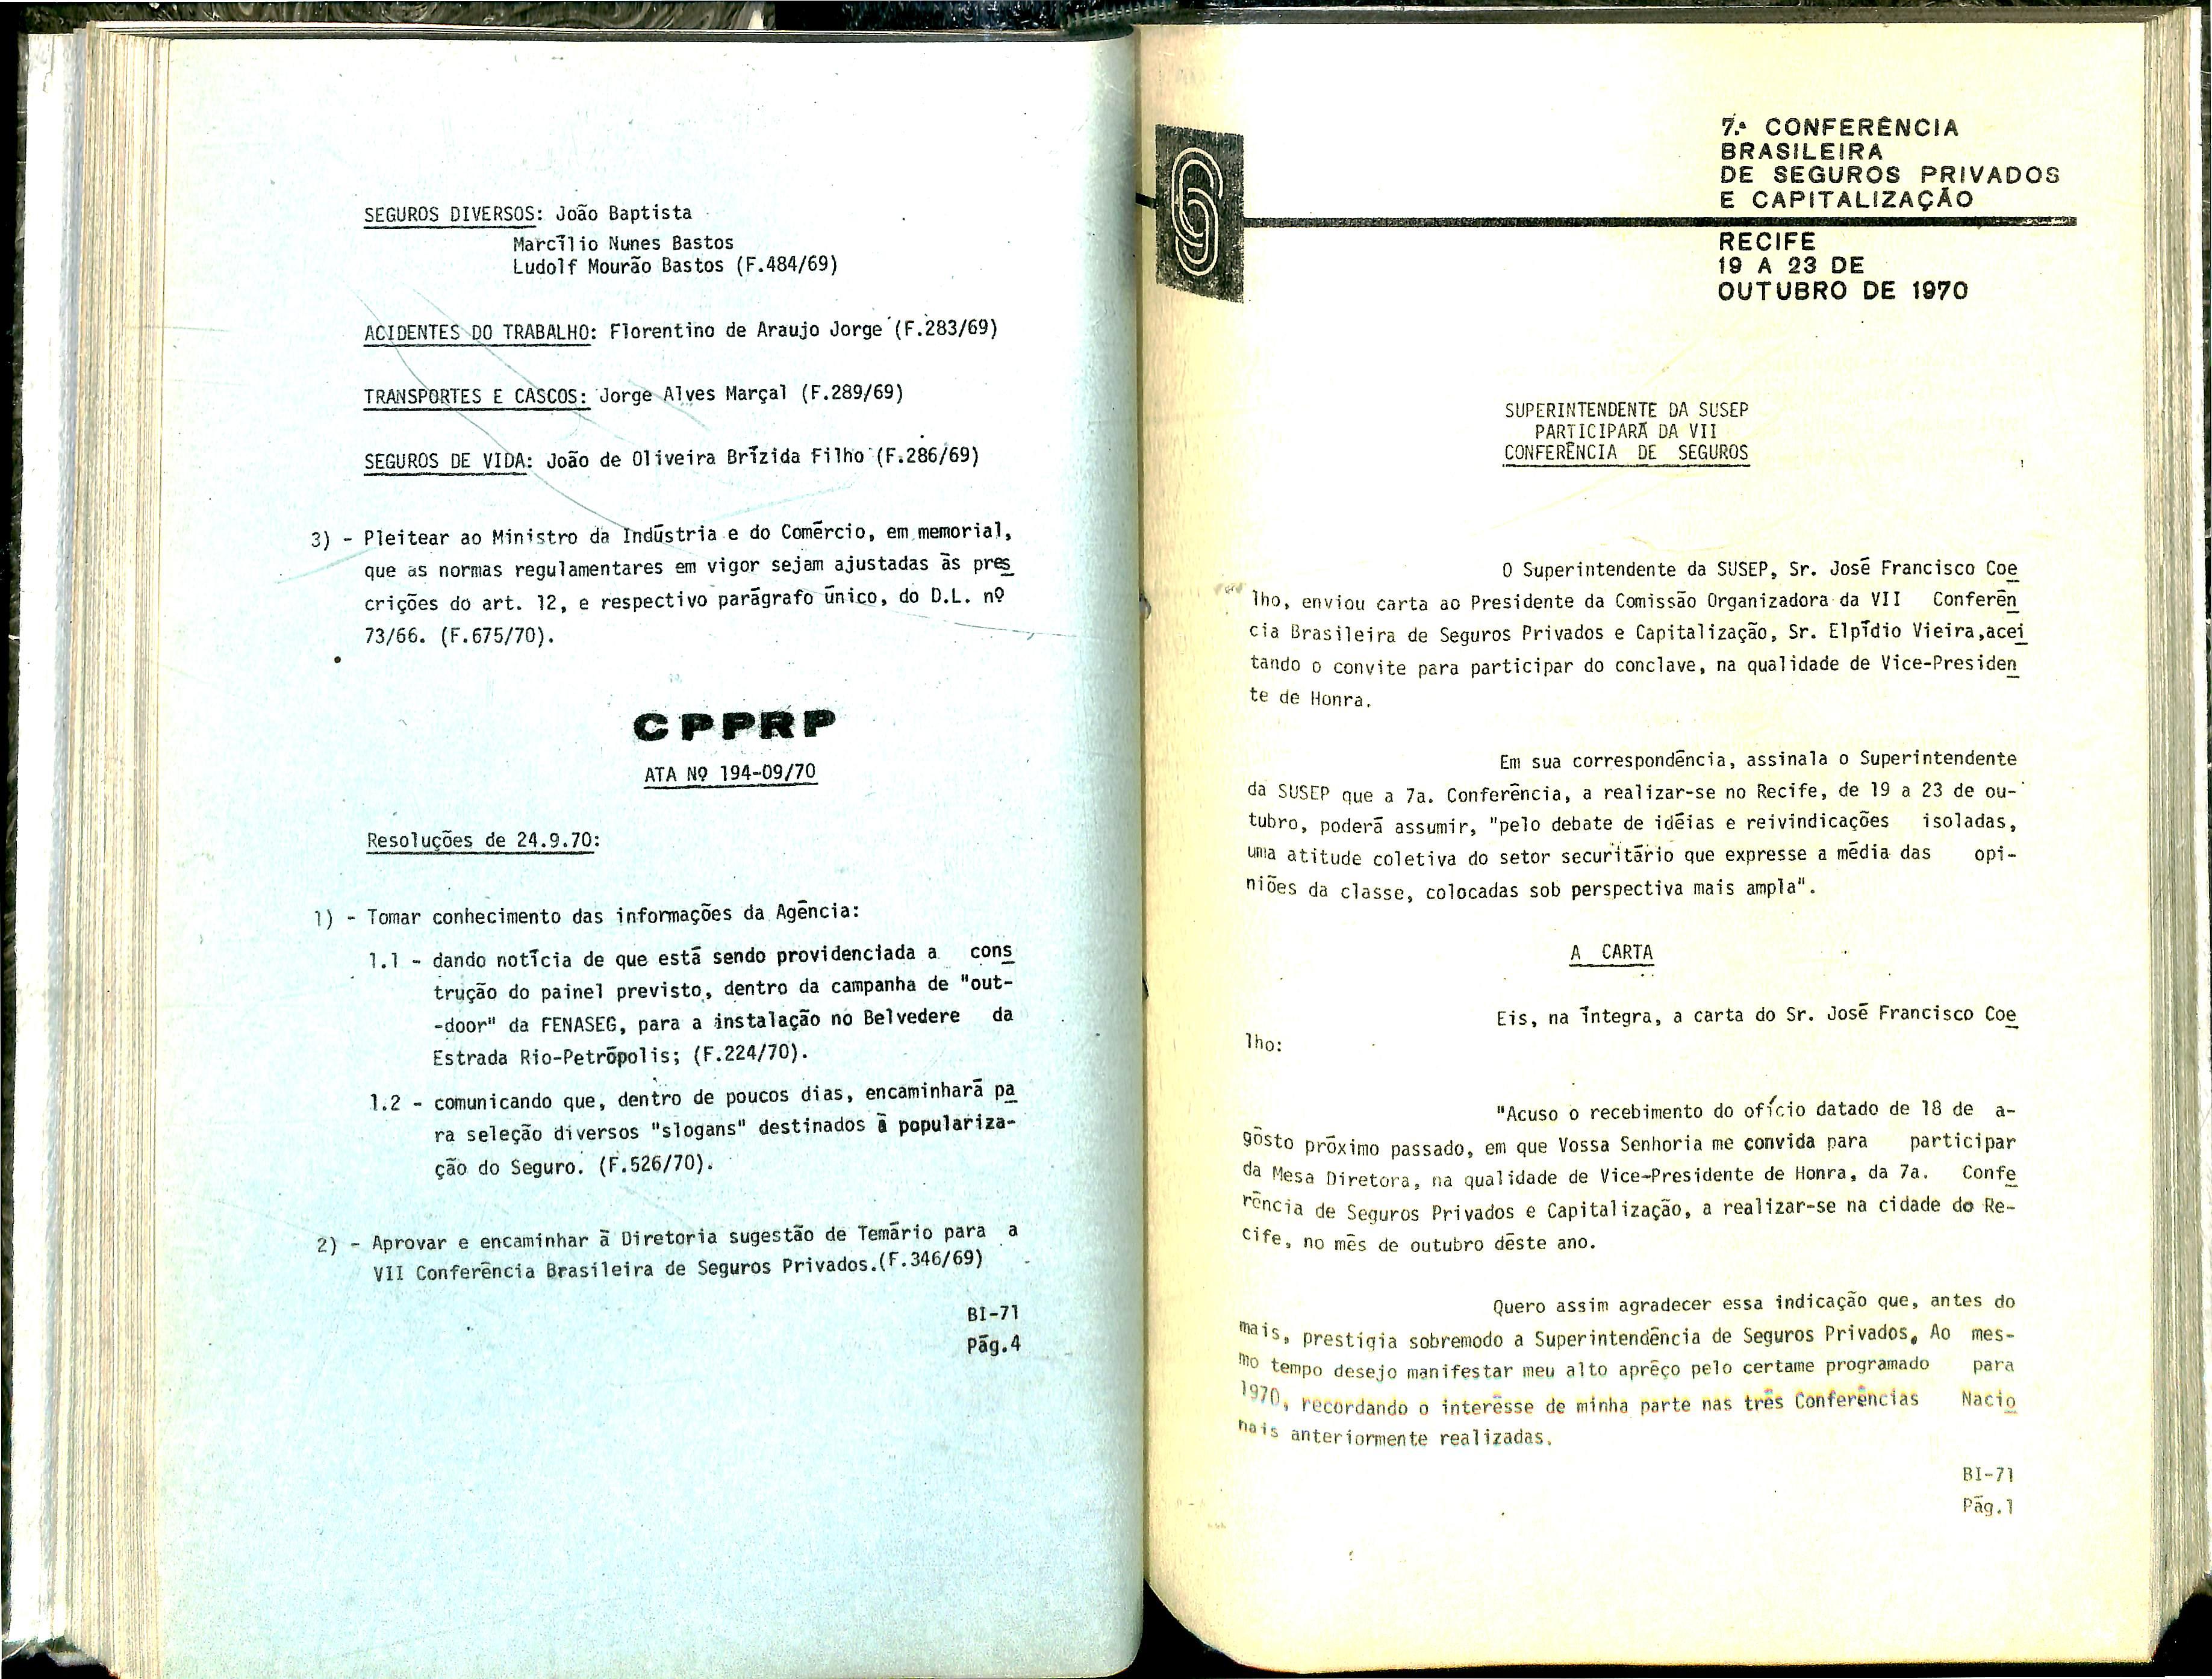 SEGUROS DIVERSOS: João Baptista
Marcílio Nunes Bastos
Ludolf Mourão Bastos (F.484/69)
ACIDENTES DO TRABALHO: Florentino de Araujo Jorge (F.283/69)
TRANSPORTES E CASCOS: Jorge Alves Marçal (F.289/69)
SEGUROS DE VIDA: João de Oliveira Brízida Filho (F.286/69)
3) - Pleitear ao Ministro da Indústria e do Comércio, em memorial,
que as normas regulamentares em vigor sejam ajustadas às pres
crições do art. 12, e respectivo parágrafo único, do D.L. nº
73/66. (F.675/70).
CPPRP
ATA Nº 194-09/70
Resoluções de 24.9.70:
1) - Tomar conhecimento das informações da Agência:
1.1 - dando notícia de que está sendo providenciada a cons
trução do painel previsto, dentro da campanha de "out-
-door" da FENASEG, para a instalação no Belvedere da
Estrada Rio-Petrópolis; (F.224/70).
1.2 - comunicando que, dentro de poucos dias, encaminhará pa
ra seleção diversos "slogans" destinados à populariza-
ção do Seguro. (F.526/70).
2) - Aprovar e encaminhar à Diretoria sugestão de Temário para a
VII Conferência Brasileira de Seguros Privados.(F.346/69)
BI-71
Pág.4
7.ª CONFERÊNCIA
BRASILEIRA
DE SEGUROS PRIVADOS
E CAPITALIZAÇÃO
RECIFE
19 A 23 DE
OUTUBRO DE 1970
SUPERINTENDENTE DA SUSEP
PARTICIPARÁ DA VII
CONFERÊNCIA DE SEGUROS
O Superintendente da SUSEP, Sr. José Francisco Coe
lho, enviou carta ao Presidente da Comissão Organizadora da VII Conferên
cia Brasileira de Seguros Privados e Capitalização, Sr. Elpídio Vieira,acei
tando o convite para participar do conclave, na qualidade de Vice-Presiden
te de Honra.
Em sua correspondência, assinala o Superintendente
da SUSEP que a 7a. Conferência, a realizar-se no Recife, de 19 a 23 de ou-
tubro, poderá assumir, "pelo debate de idéias e reivindicações isoladas,
uma atitude coletiva do setor securitário que expresse a média das opi-
niões da classe, colocadas sob perspectiva mais ampla".
A CARTA
Eis, na íntegra, a carta do Sr. José Francisco Coe
lho:
"Acuso o recebimento do ofício datado de 18 de a-
gôsto próximo passado, em que Vossa Senhoria me convida para participar
da Mesa Diretora, na qualidade de Vice-Presidente de Honra, da 7a. Confe
rência de Seguros Privados e Capitalização, a realizar-se na cidade do Re-
cife, no mês de outubro dêste ano.
Quero assim agradecer essa indicação que, antes do
mais, prestigia sobremodo a Superintendência de Seguros Privados. Ao mes-
mo tempo desejo manifestar meu alto aprêço pelo certame programado para
1970, recordando o interêsse de minha parte nas três Conferências Nacio
nais anteriormente realizadas.
BI-71
Pág.1